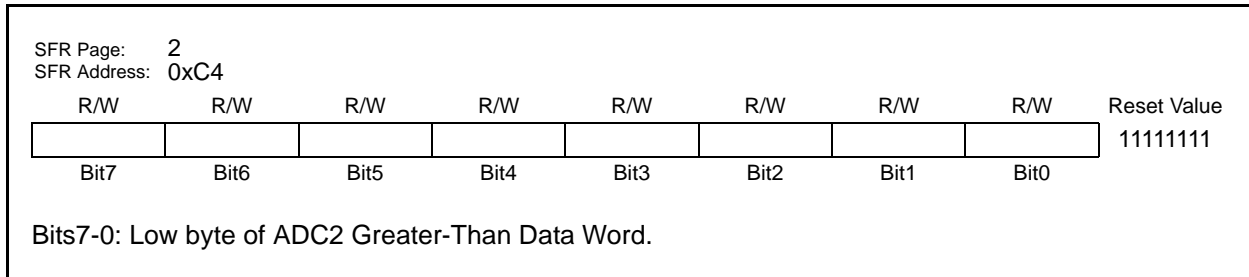 SFR Page: 2
SFR Address: 0xC4
R/W R/W R/W R/W R/W R/W R/W R/W Reset Value
11111111
Bit7 Bit6 Bit5 Bit4 Bit3 Bit2 Bit1 Bit0
Bits7-0: Low byte of ADC2 Greater-Than Data Word.